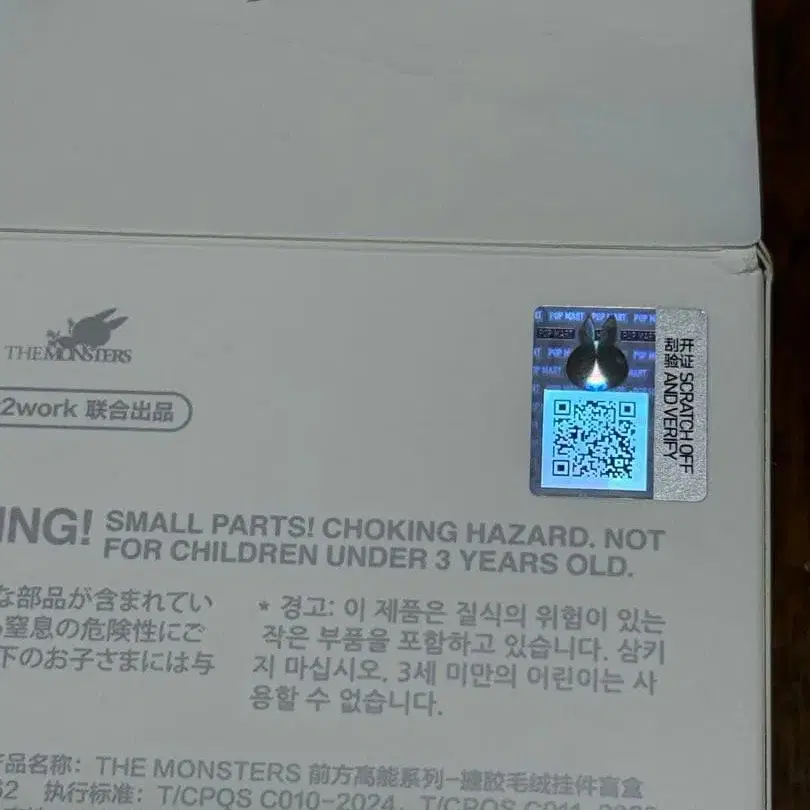 THE MONSTERS
2work 联合出品
POP MART
SCRATCH OFF
AND VERIFY
ING! SMALL PARTS! CHOKING HAZARD. NOT
FOR CHILDREN UNDER 3 YEARS OLD.
な部品が含まれてい
窒息の危険性にご
下のお子さまには与
* 경고: 이 제품은 질식의 위험이 있는
작은 부품을 포함하고 있습니다. 삼키
지 마십시오. 3세 미만의 어린이는 사
용할 수 없습니다.
品名称: THE MONSTERS 前方高能系列-搪胶毛绒挂件盲盒
62 执行标准: T/CPQS C010-2024, T/CPQS